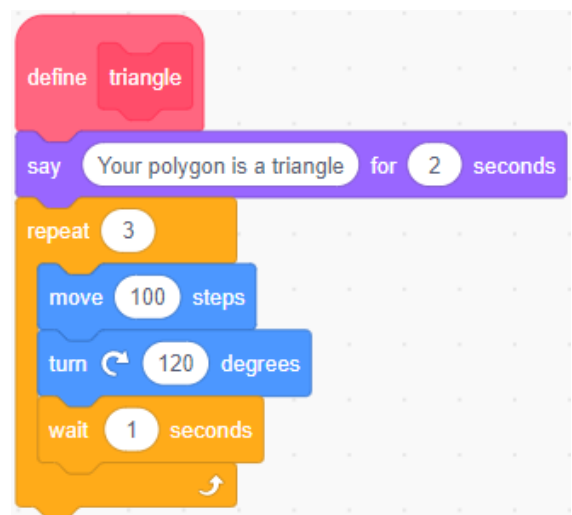 define triangle
say Your polygon is a triangle for 2 seconds
repeat 3
move 100 steps
turn 120 degrees
wait 1 seconds